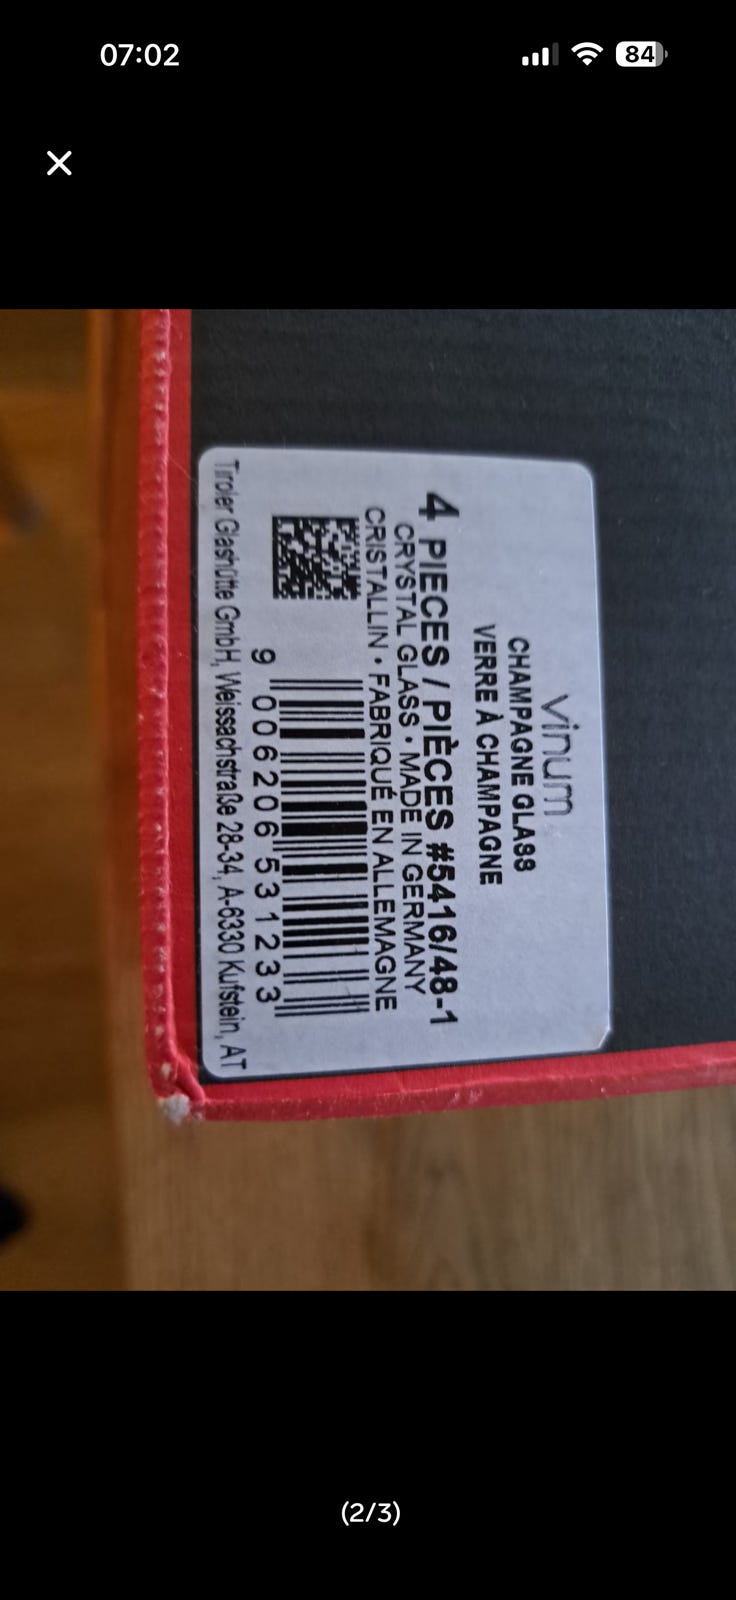 07:02
84
vinum
CHAMPAGNE GLASS
VERRE À CHAMPAGNE
4 PIECES / PIÈCES #5416/48-1
CRYSTAL GLASS • MADE IN GERMANY
CRISTALLIN • FABRIQUÉ EN ALLEMAGNE
9 006206 531233
Tiroler Glashütte GmbH, Weissachstraße 28-34, A-6330 Kufstein, AT
(2/3)